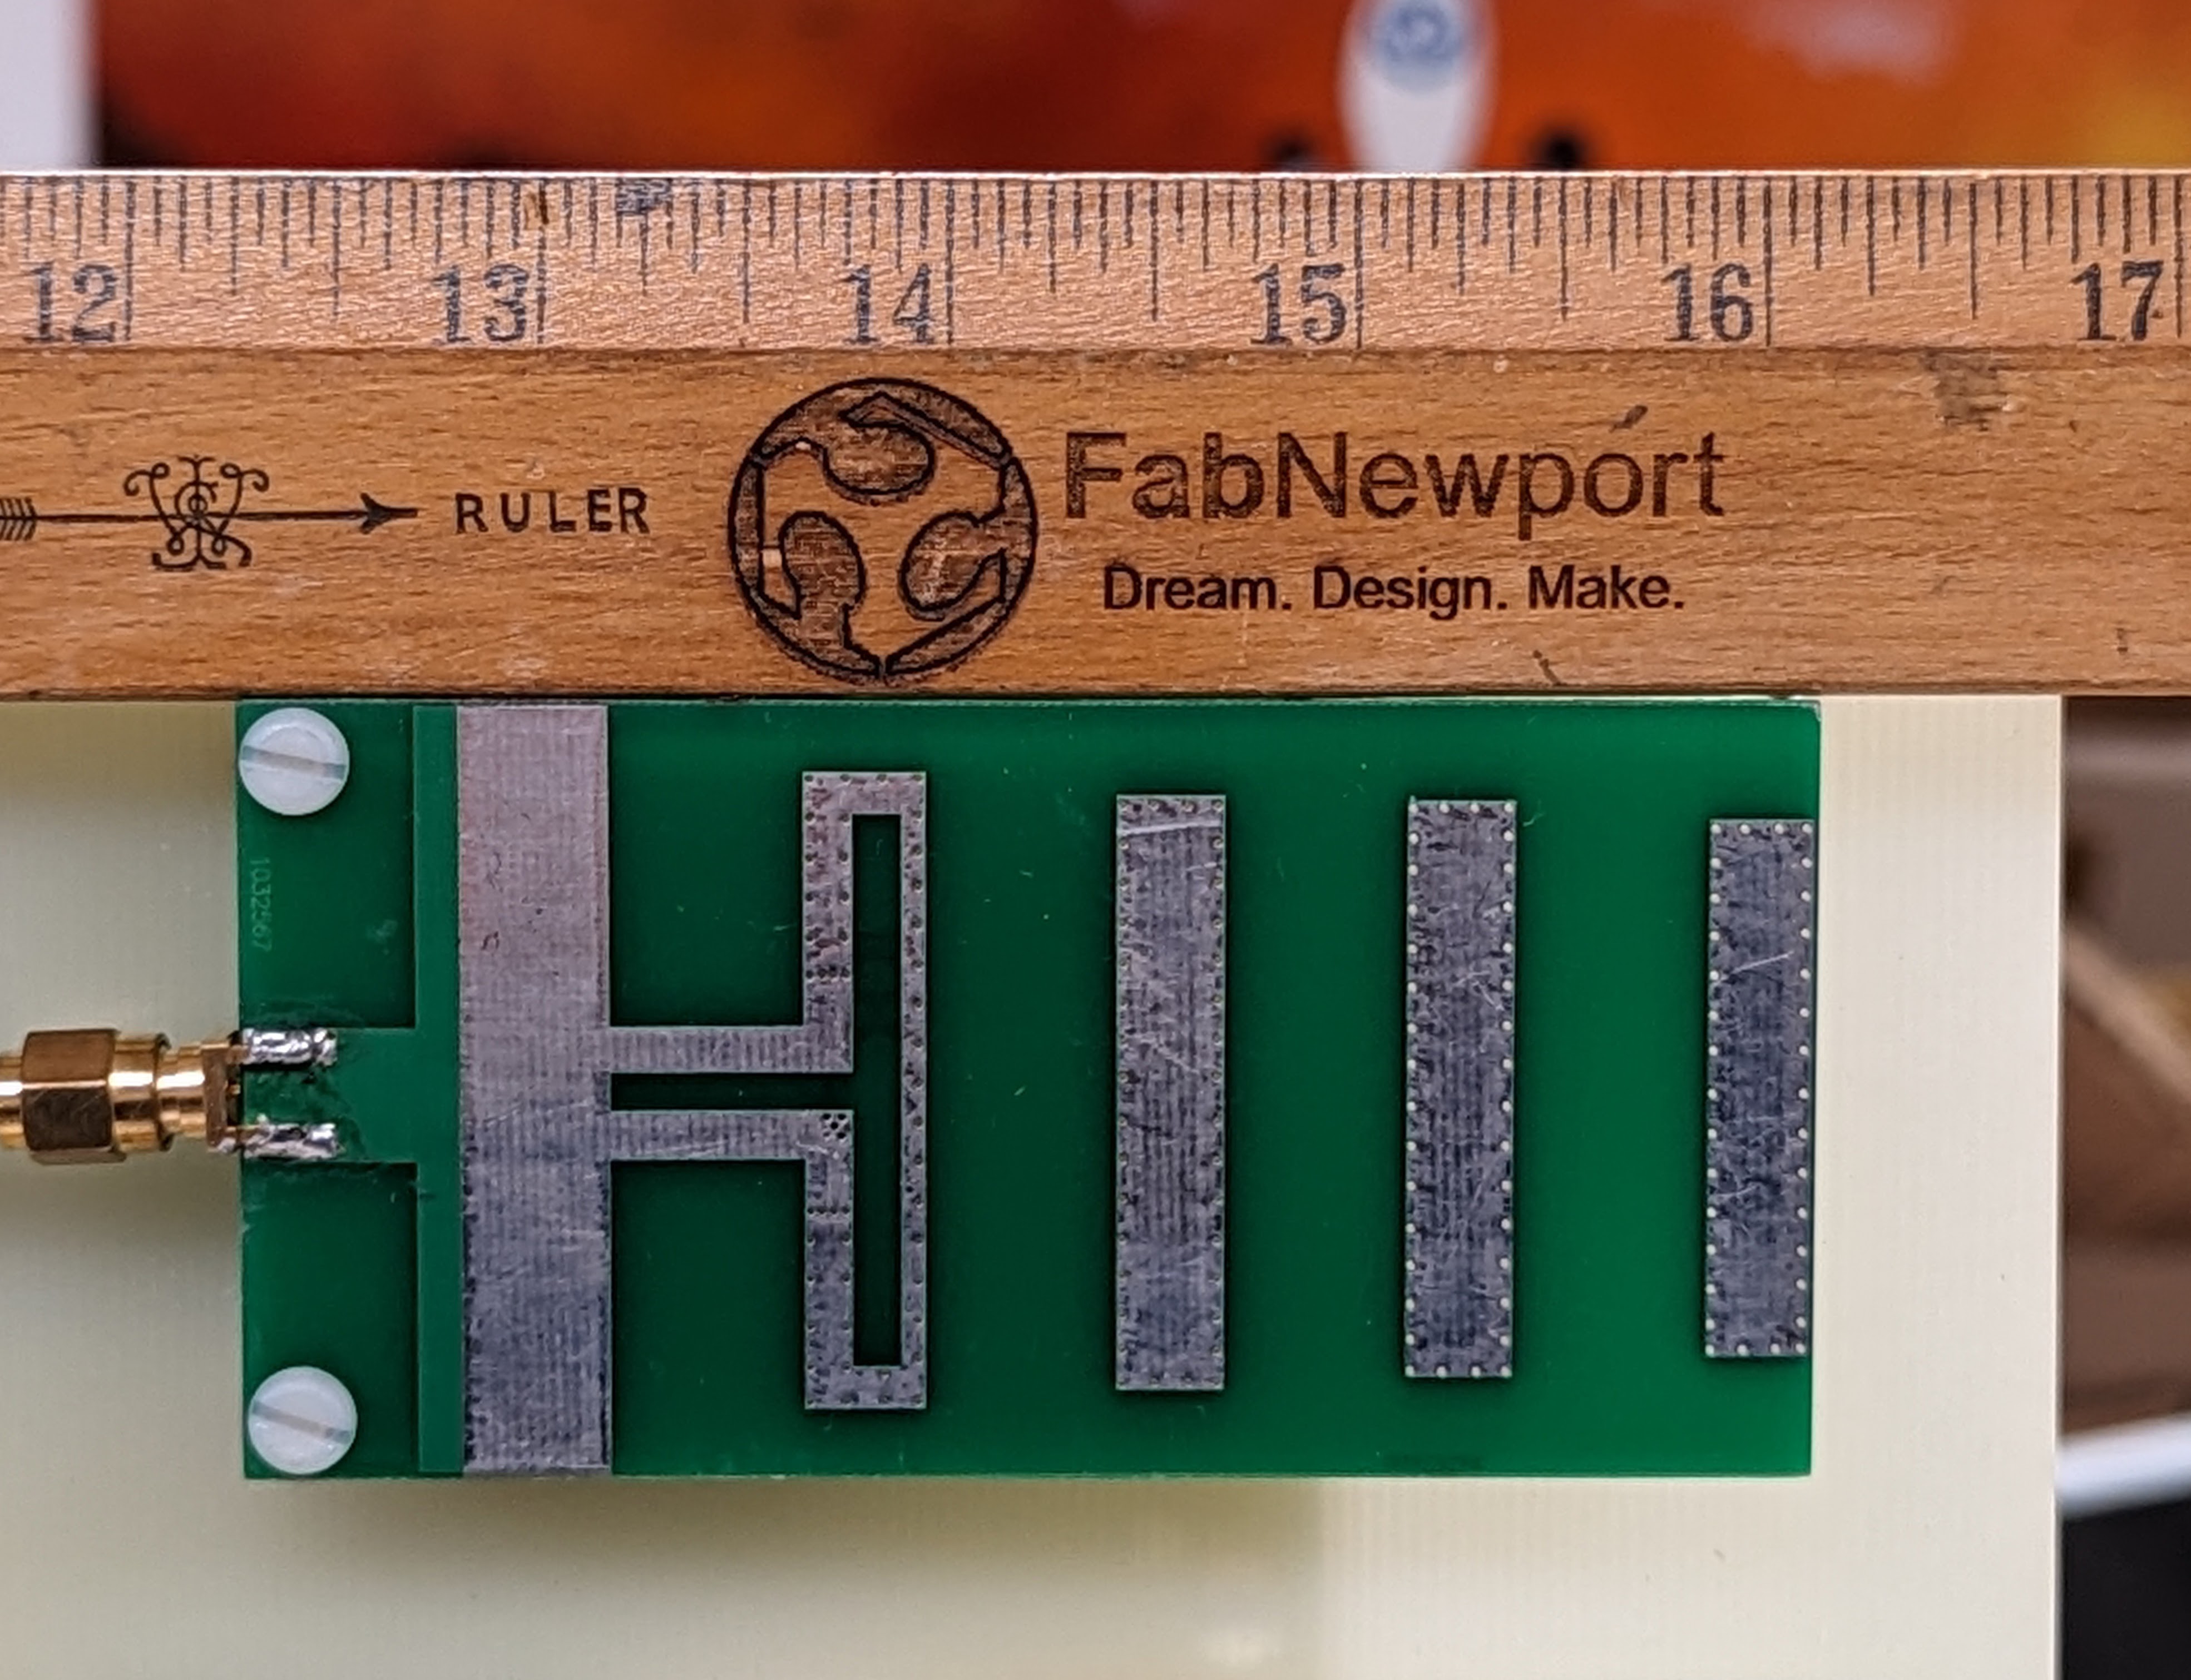 12 13 14 15 16 17
RULER
FabNewport
Dream. Design. Make.
1032567